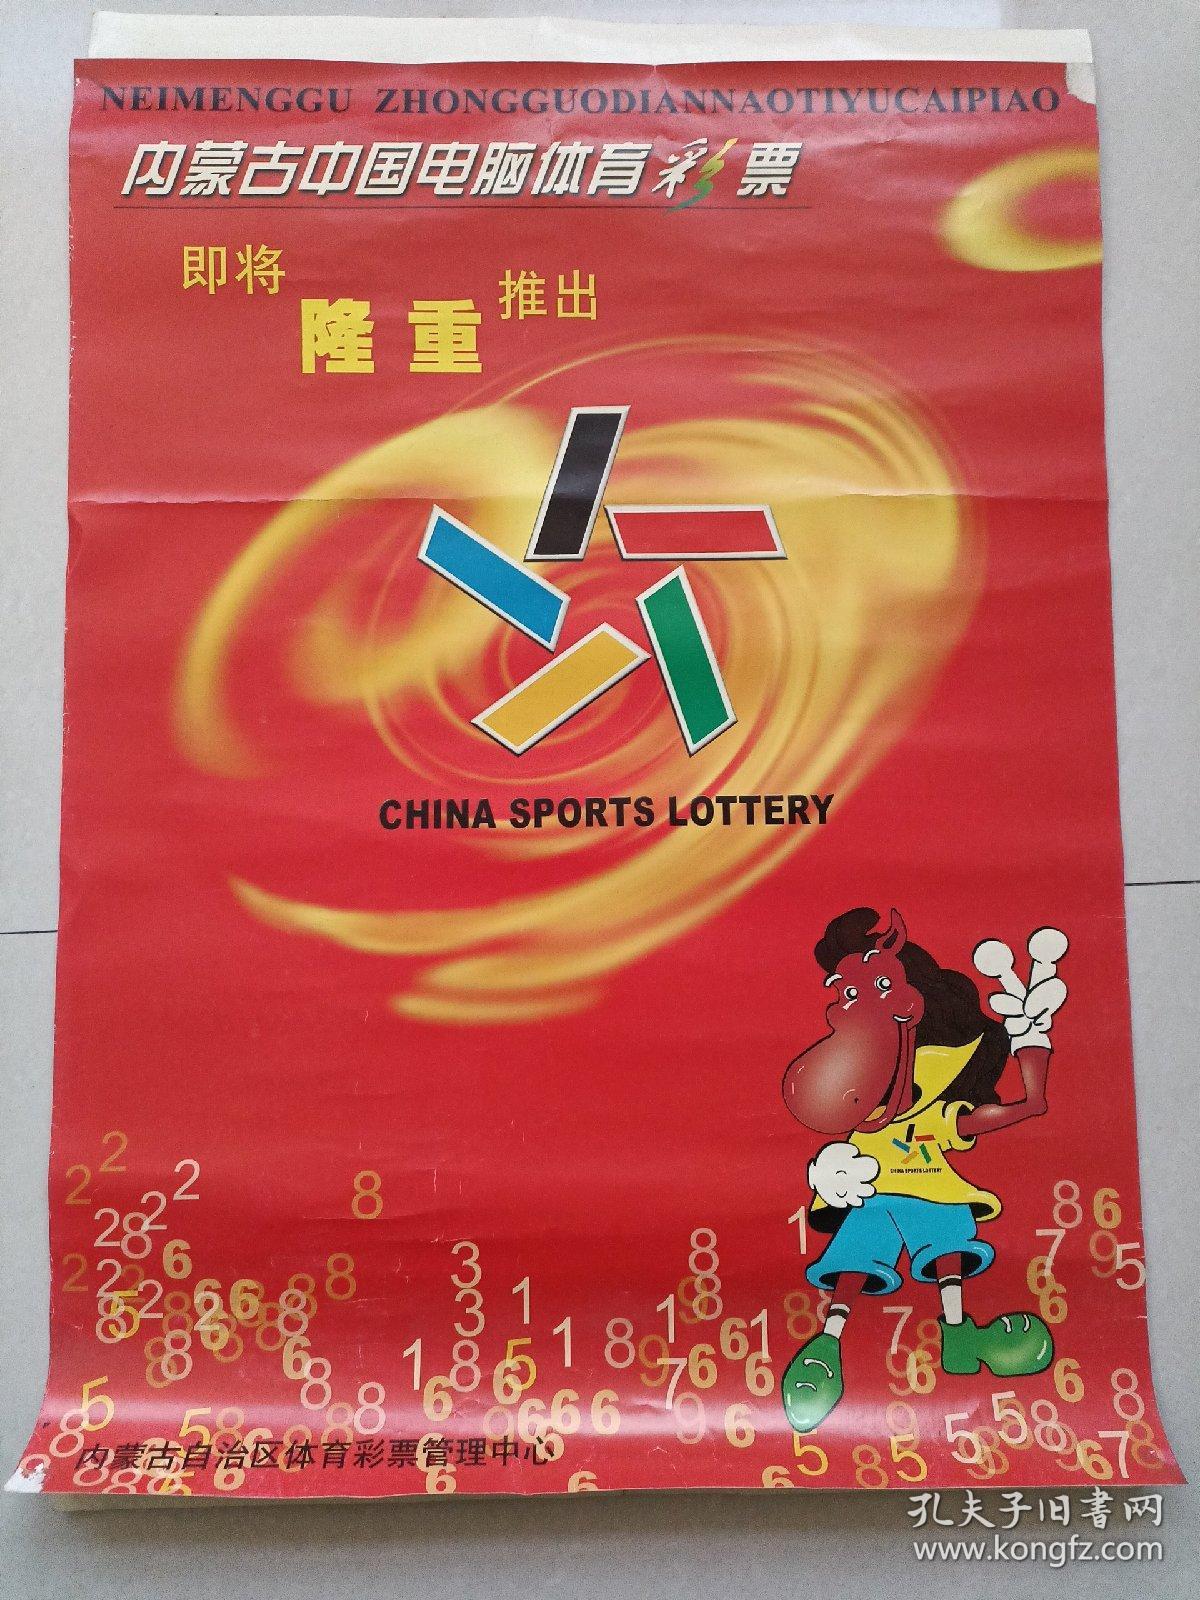 NEIMENGGU ZHONGGUODIANNAOTIYUCAIPIAO
内蒙古中国电脑体育彩票
即将
隆重
推出
CHINA SPORTS LOTTERY
CHINA SPORTS LOTTERY
内蒙古自治区体育彩票管理中心
孔夫子旧书网
www.kongfz.com